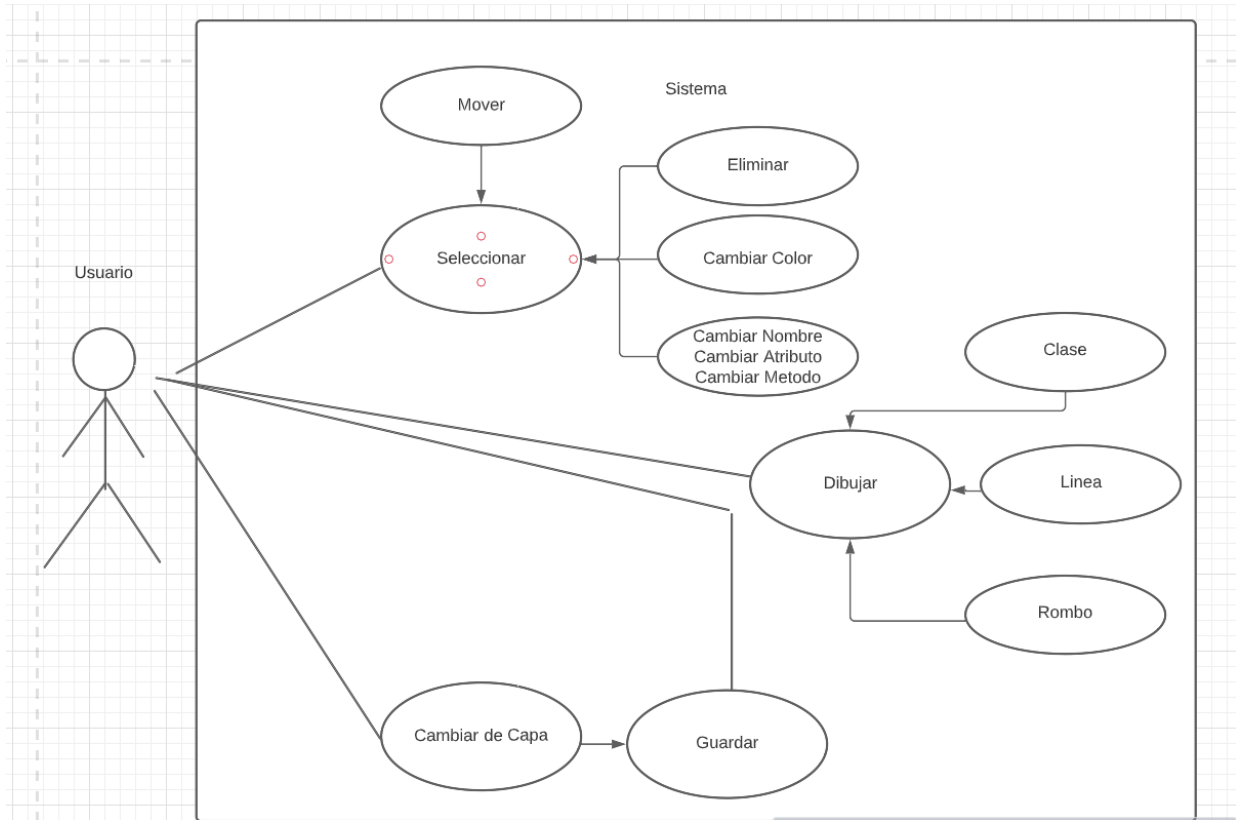 Mover
Sistema
Eliminar
Seleccionar
Cambiar Color
Usuario
Cambiar Nombre
Cambiar Atributo
Cambiar Metodo
Clase
Dibujar
Linea
Rombo
Cambiar de Capa
Guardar